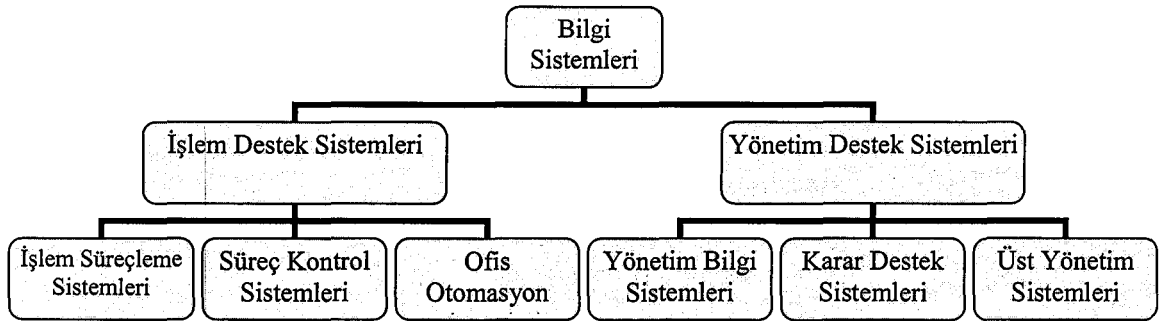 Bilgi
Sistemleri
İşlem Destek Sistemleri
Yönetim Destek Sistemleri
İşlem Süreçleme
Sistemleri
Süreç Kontrol
Sistemleri
Ofis
Otomasyon
Yönetim Bilgi
Sistemleri
Karar Destek
Sistemleri
Üst Yönetim
Sistemleri